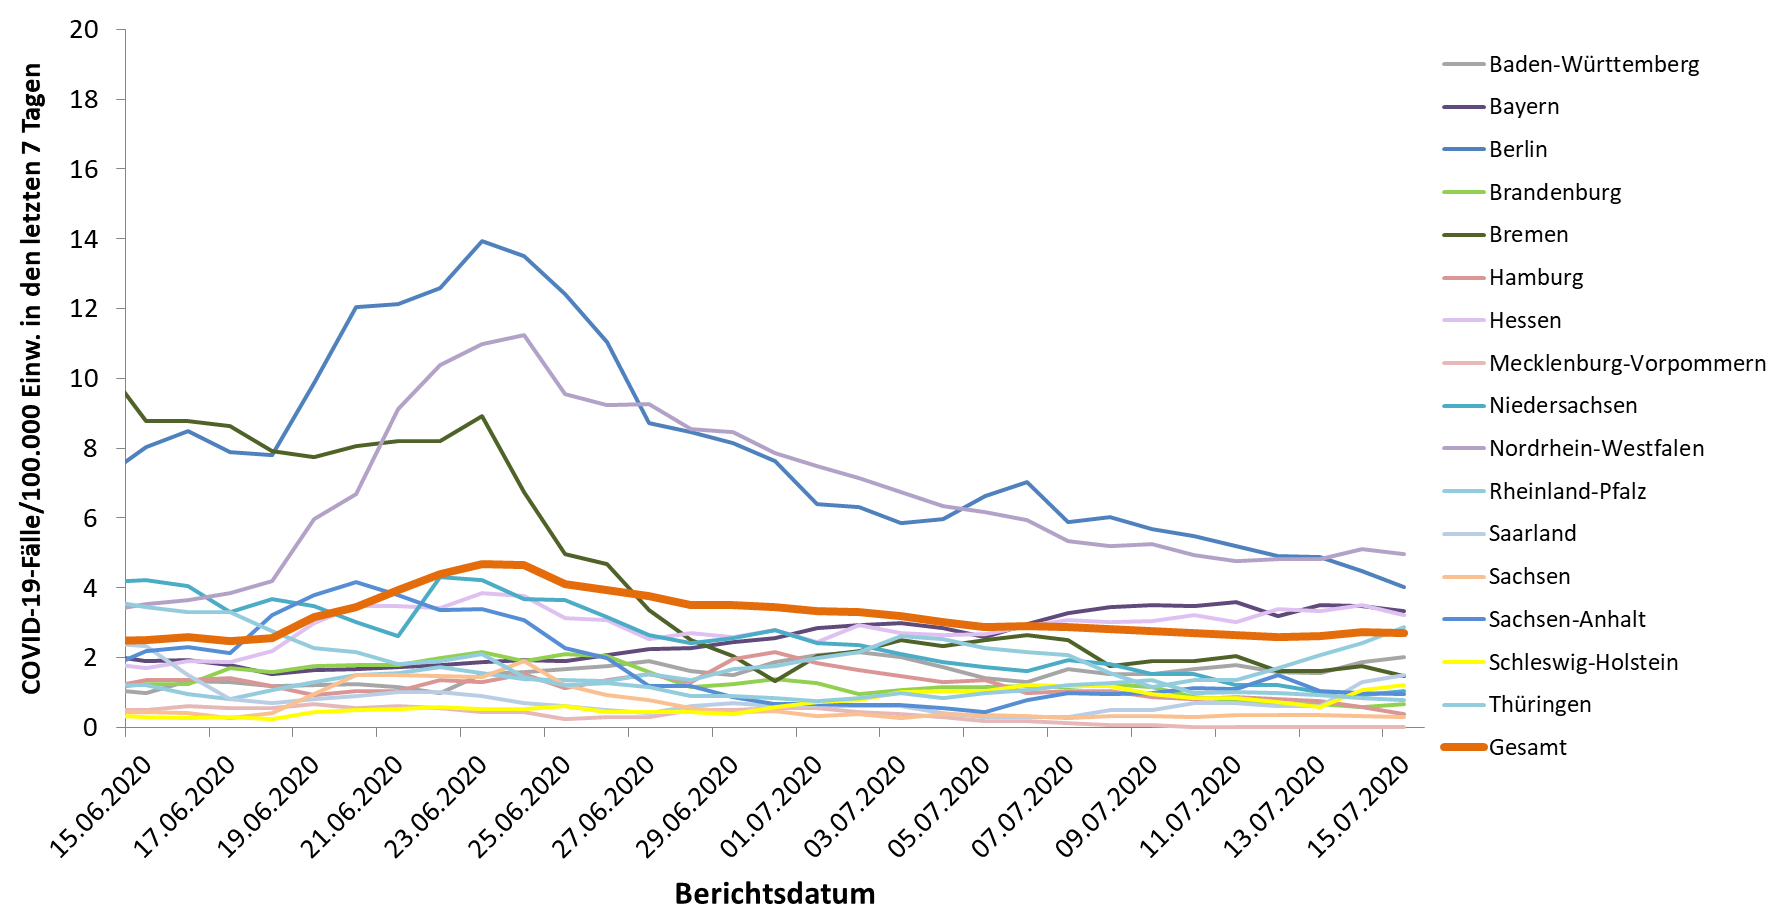 COVID-19-Fälle/100.000 Einw. in den letzten 7 Tagen
20
18
16
14
12
10
8
6
4
2
0
15.06.2020
17.06.2020
19.06.2020
21.06.2020
23.06.2020
25.06.2020
27.06.2020
29.06.2020
01.07.2020
03.07.2020
05.07.2020
07.07.2020
09.07.2020
11.07.2020
13.07.2020
15.07.2020
Berichtsdatum
Baden-Württemberg
Bayern
Berlin
Brandenburg
Bremen
Hamburg
Hessen
Mecklenburg-Vorpommern
Niedersachsen
Nordrhein-Westfalen
Rheinland-Pfalz
Saarland
Sachsen
Sachsen-Anhalt
Schleswig-Holstein
Thüringen
Gesamt